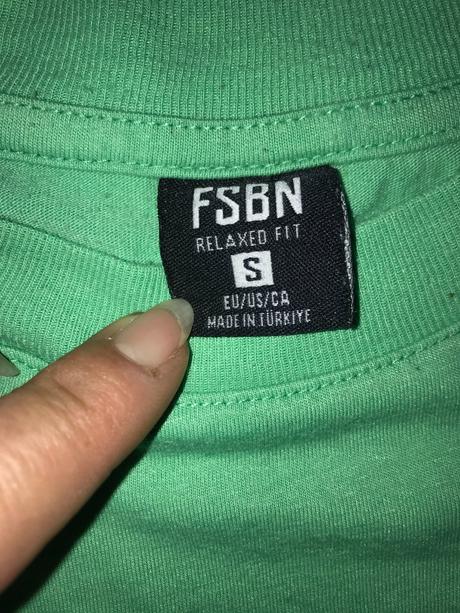 FSBN
RELAXED FIT
S
EU/US/CA
MADE IN TÜRKIYE